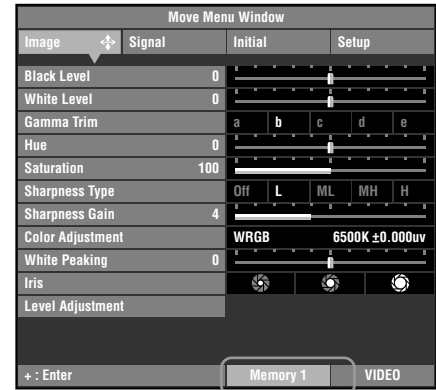 Move Menu Window
Image Signal Initial Setup
Black Level 0
White Level 0
Gamma Trim a b c d e
Hue 0
Saturation 100
Sharpness Type Off L ML MH H
Sharpness Gain 4
Color Adjustment WRGB 6500K ±0.000uv
White Peaking 0
Iris
Level Adjustment
+ : Enter Memory 1 VIDEO